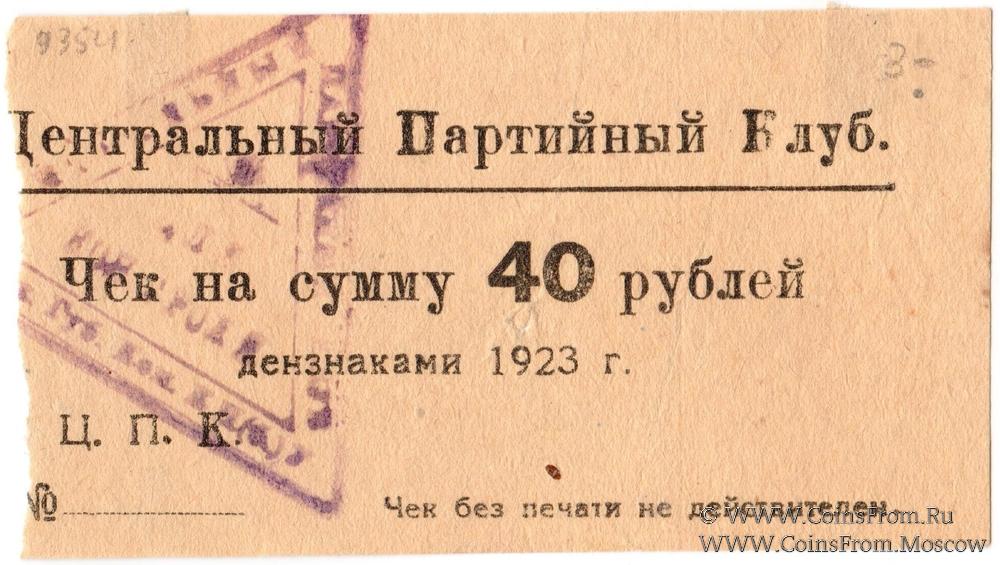 93541
3-
Центральный Партийный Клуб.
Чек на сумму 40 рублей
дензнаками 1923 г.
Ц. П. К.
№
Чек без печати не действителен.
© WWW.CoinsFrom.Ru
WWW.CoinsFrom.Moscow